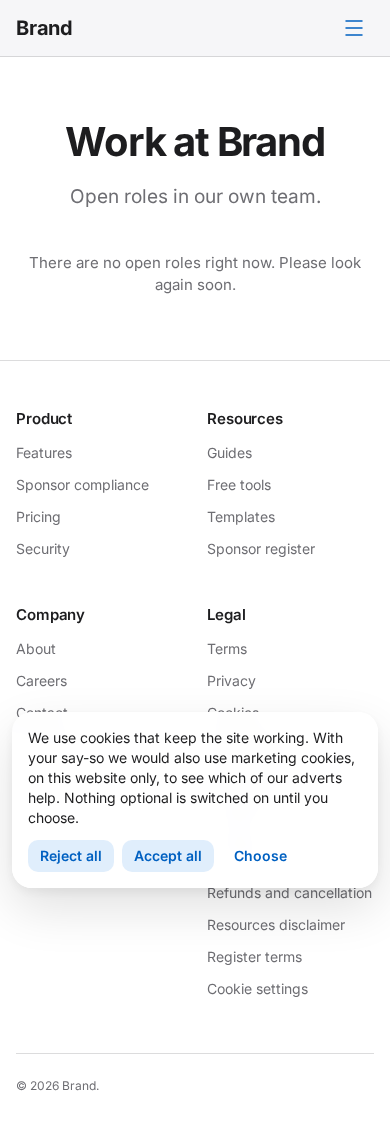 Brand
Work at Brand
Open roles in our own team.
There are no open roles right now. Please look
again soon.
Product
Features
Sponsor compliance
Pricing
Security
Resources
Guides
Free tools
Templates
Sponsor register
Company
About
Careers
Contact
Legal
Terms
Privacy
Cookies
We use cookies that keep the site working. With
your say-so we would also use marketing cookies,
on this website only, to see which of our adverts
help. Nothing optional is switched on until you
choose.
Reject all
Accept all
Choose
Refunds and cancellation
Resources disclaimer
Register terms
Cookie settings
© 2026 Brand.